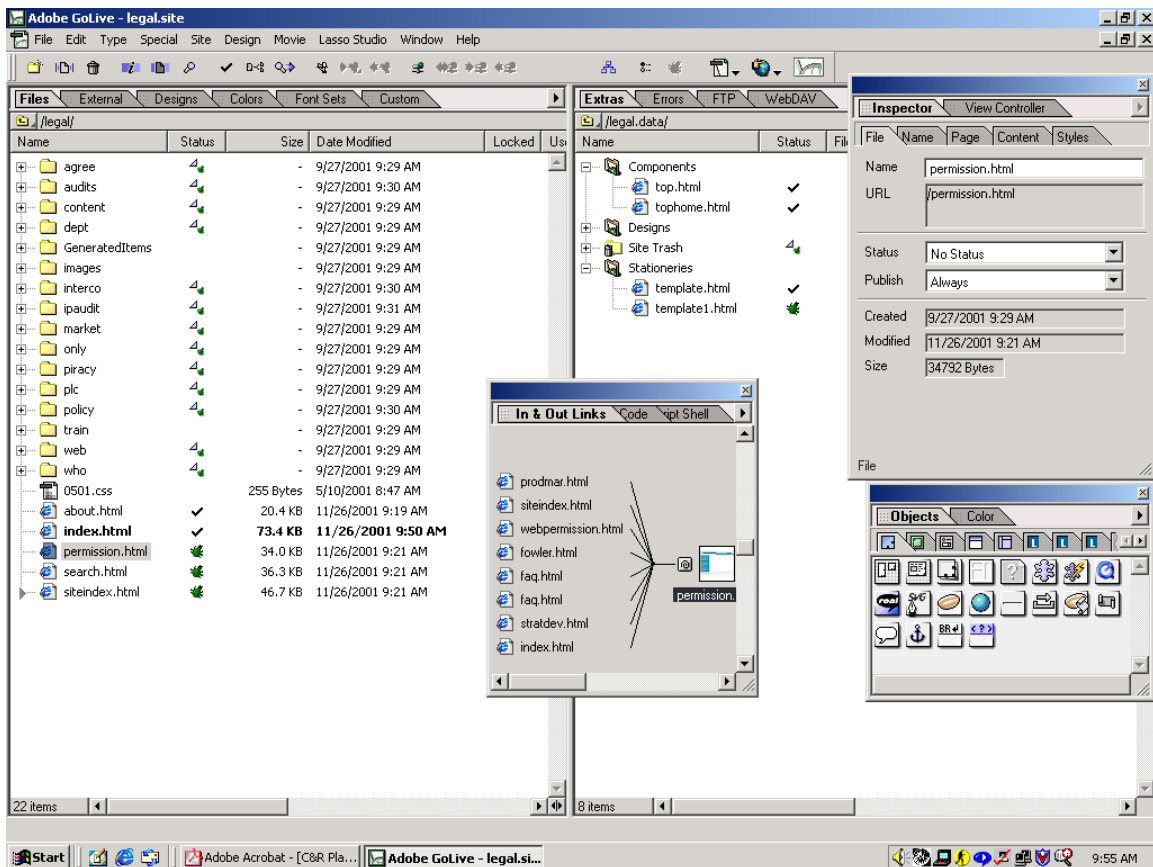 Adobe GoLive - legal.site
File Edit Type Special Site Design Movie Lasso Studio Window Help
Files External Designs Colors Font Sets Custom
/legal/
Name Status Size Date Modified Locked Us
agree - 9/27/2001 9:29 AM
audits - 9/27/2001 9:30 AM
content - 9/27/2001 9:29 AM
dept - 9/27/2001 9:29 AM
GeneratedItems - 9/27/2001 9:29 AM
images - 9/27/2001 9:29 AM
interco - 9/27/2001 9:30 AM
ipaudit - 9/27/2001 9:31 AM
market - 9/27/2001 9:29 AM
only - 9/27/2001 9:29 AM
piracy - 9/27/2001 9:29 AM
plc - 9/27/2001 9:29 AM
policy - 9/27/2001 9:30 AM
train - 9/27/2001 9:29 AM
web - 9/27/2001 9:29 AM
who - 9/27/2001 9:29 AM
0501.css 255 Bytes 5/10/2001 8:47 AM
about.html 20.4 KB 11/26/2001 9:19 AM
index.html 73.4 KB 11/26/2001 9:50 AM
permission.html 34.0 KB 11/26/2001 9:21 AM
search.html 36.3 KB 11/26/2001 9:21 AM
siteindex.html 46.7 KB 11/26/2001 9:21 AM
22 items
Extras Errors FTP WebDAV
/legal.data/
Name Status Fil
Components
top.html
tophome.html
Designs
Site Trash
Stationeries
template.html
template1.html
8 items
In & Out Links Code ript Shell
prodmar.html
siteindex.html
webpermission.html
fowler.html
faq.html
faq.html
stratdev.html
index.html
permission.
Inspector View Controller
File Name Page Content Styles
Name permission.html
URL /permission.html
Status No Status
Publish Always
Created 9/27/2001 9:29 AM
Modified 11/26/2001 9:21 AM
Size 34792 Bytes
File
Objects Color
real SVG
BR <?>
Start Adobe Acrobat - [C&R Pla... Adobe GoLive - legal.si... 9:55 AM